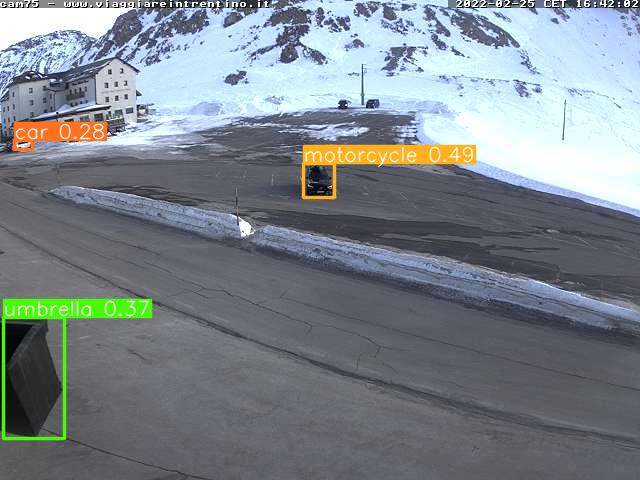 cam75 - www.viaggiareintrentino.it
2022-02-25 CET 16:42:02
car 0.28
motorcycle 0.49
umbrella 0.37